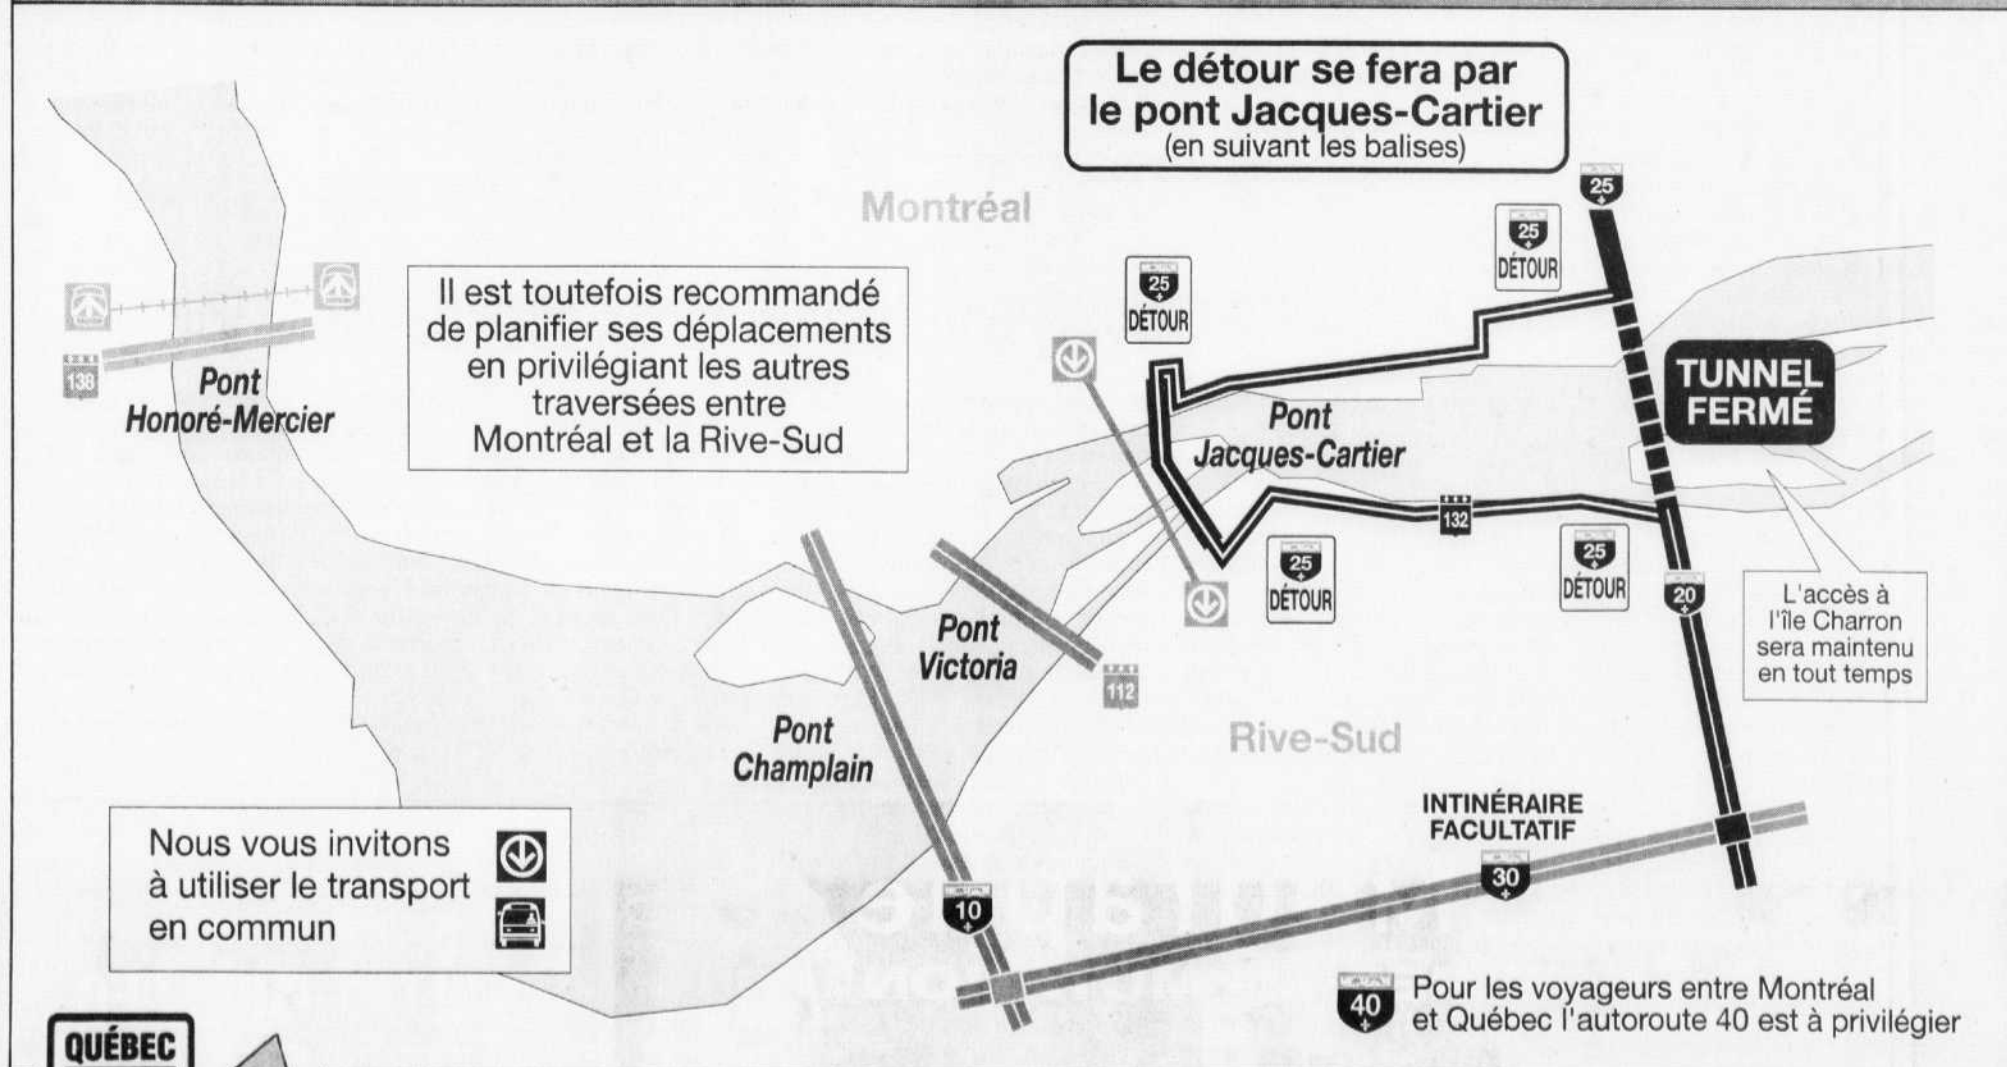 Le détour se fera par
le pont Jacques-Cartier
(en suivant les balises)
25
Montréal
25
DÉTOUR
25
DÉTOUR
Il est toutefois recommandé
de planifier ses déplacements
en privilégiant les autres
traversées entre
Montréal et la Rive-Sud
138
Pont
Honoré-Mercier
TUNNEL
FERMÉ
Pont
Jacques-Cartier
132
25
DÉTOUR
25
DÉTOUR
20
L'accès à
l'île Charron
sera maintenu
en tout temps
Pont
Victoria
112
Pont
Champlain
Rive-Sud
INTINÉRAIRE
FACULTATIF
30
Nous vous invitons
à utiliser le transport
en commun
10
40
Pour les voyageurs entre Montréal
et Québec l'autoroute 40 est à privilégier
QUÉBEC